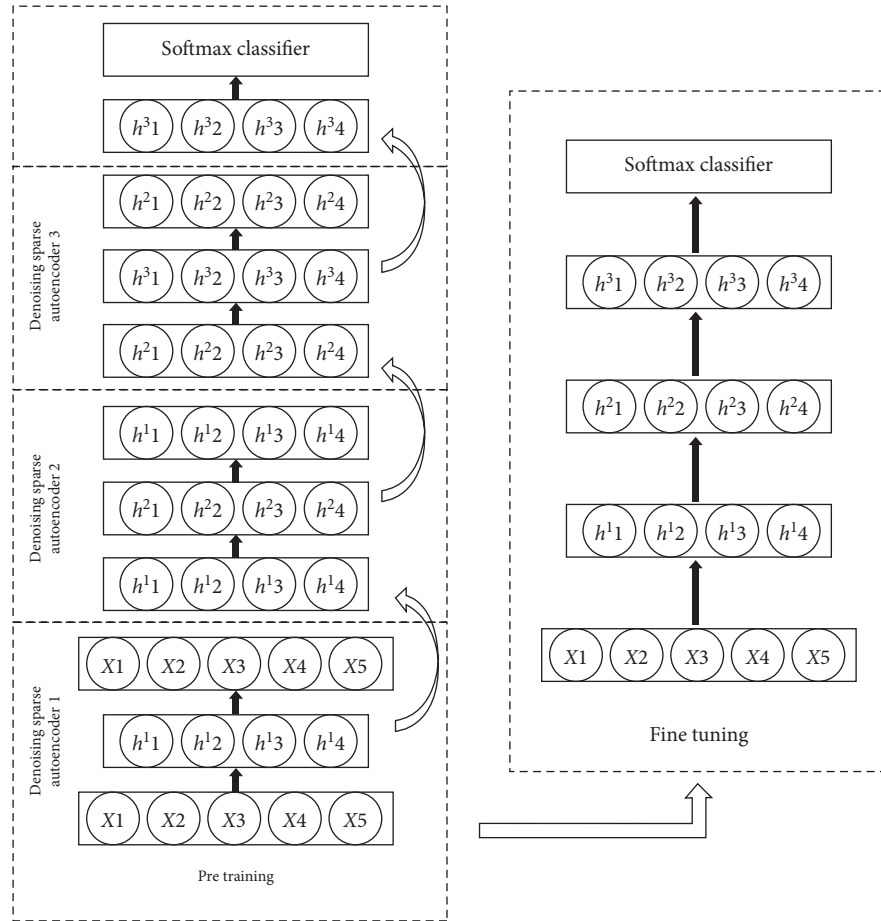 Softmax classifier
h³1 h³2 h³3 h³4
Denoising sparse
autoencoder 3
h²1 h²2 h²3 h²4
h³1 h³2 h³3 h³4
h²1 h²2 h²3 h²4
Denoising sparse
autoencoder 2
h¹1 h¹2 h¹3 h¹4
h²1 h²2 h²3 h²4
h¹1 h¹2 h¹3 h¹4
Denoising sparse
autoencoder 1
X1 X2 X3 X4 X5
h¹1 h¹2 h¹3 h¹4
X1 X2 X3 X4 X5
Pre training
Softmax classifier
h³1 h³2 h³3 h³4
h²1 h²2 h²3 h²4
h¹1 h¹2 h¹3 h¹4
X1 X2 X3 X4 X5
Fine tuning